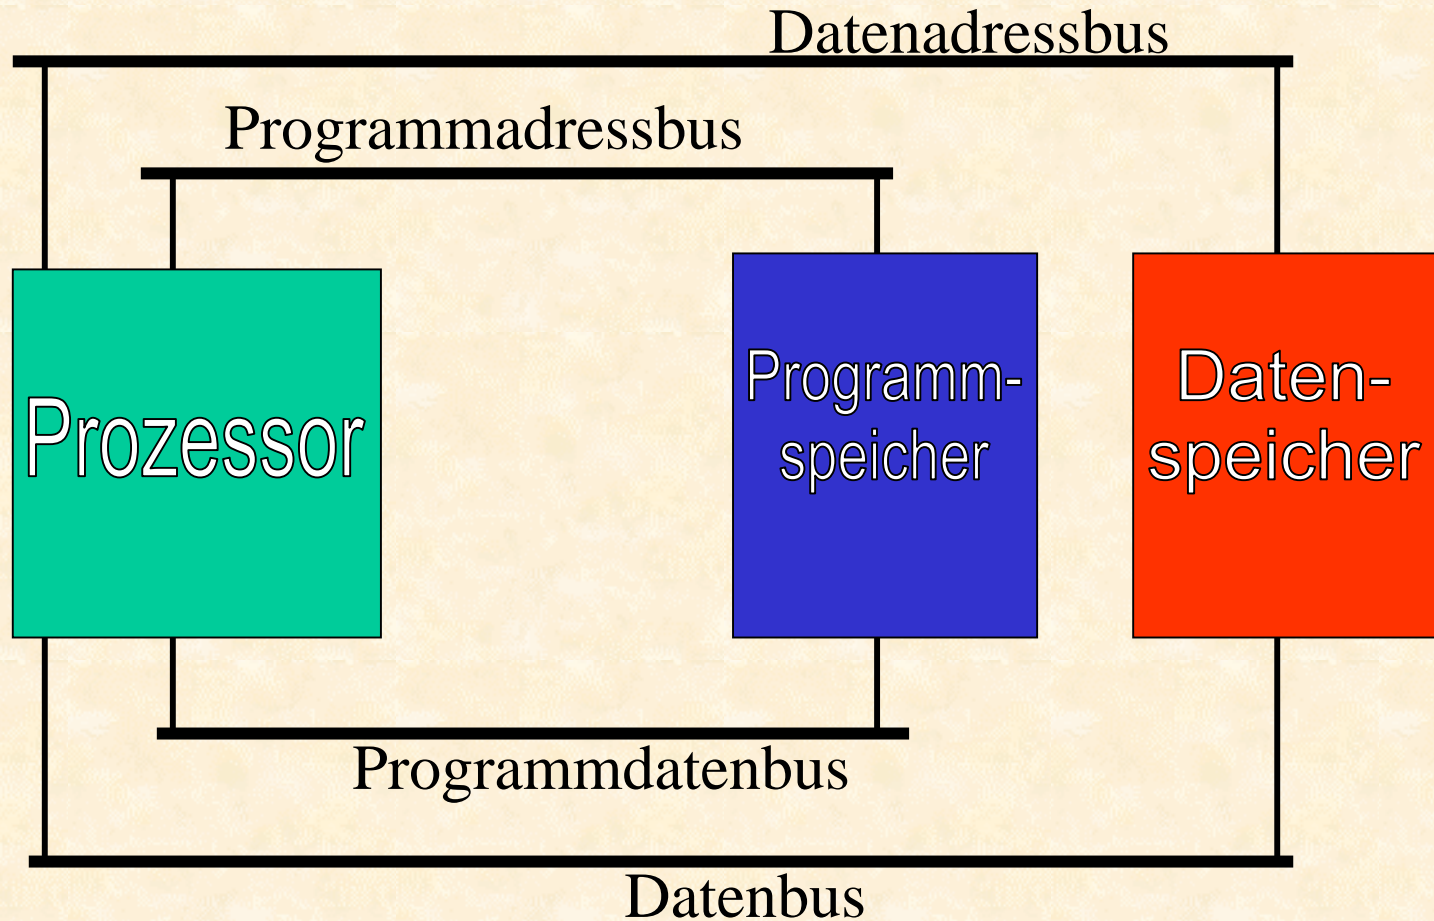 Datenadressbus
Programmadressbus
Prozessor
Programm-
speicher
Daten-
speicher
Programmdatenbus
Datenbus